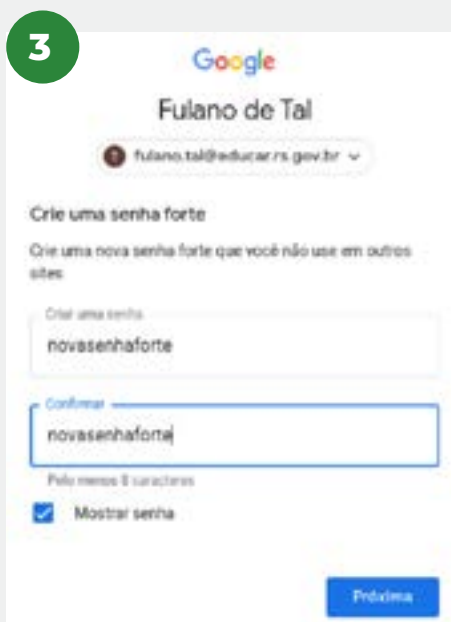 3
Google
Fulano de Tal
fulano.tal@educar.rs.gov.br
Crie uma senha forte
Crie uma nova senha forte que você não use em outros
sites
Criar uma senha
novasenhaforte
Confirmar
novasenhaforte
Pelo menos 8 caracteres
Mostrar senha
Próxima